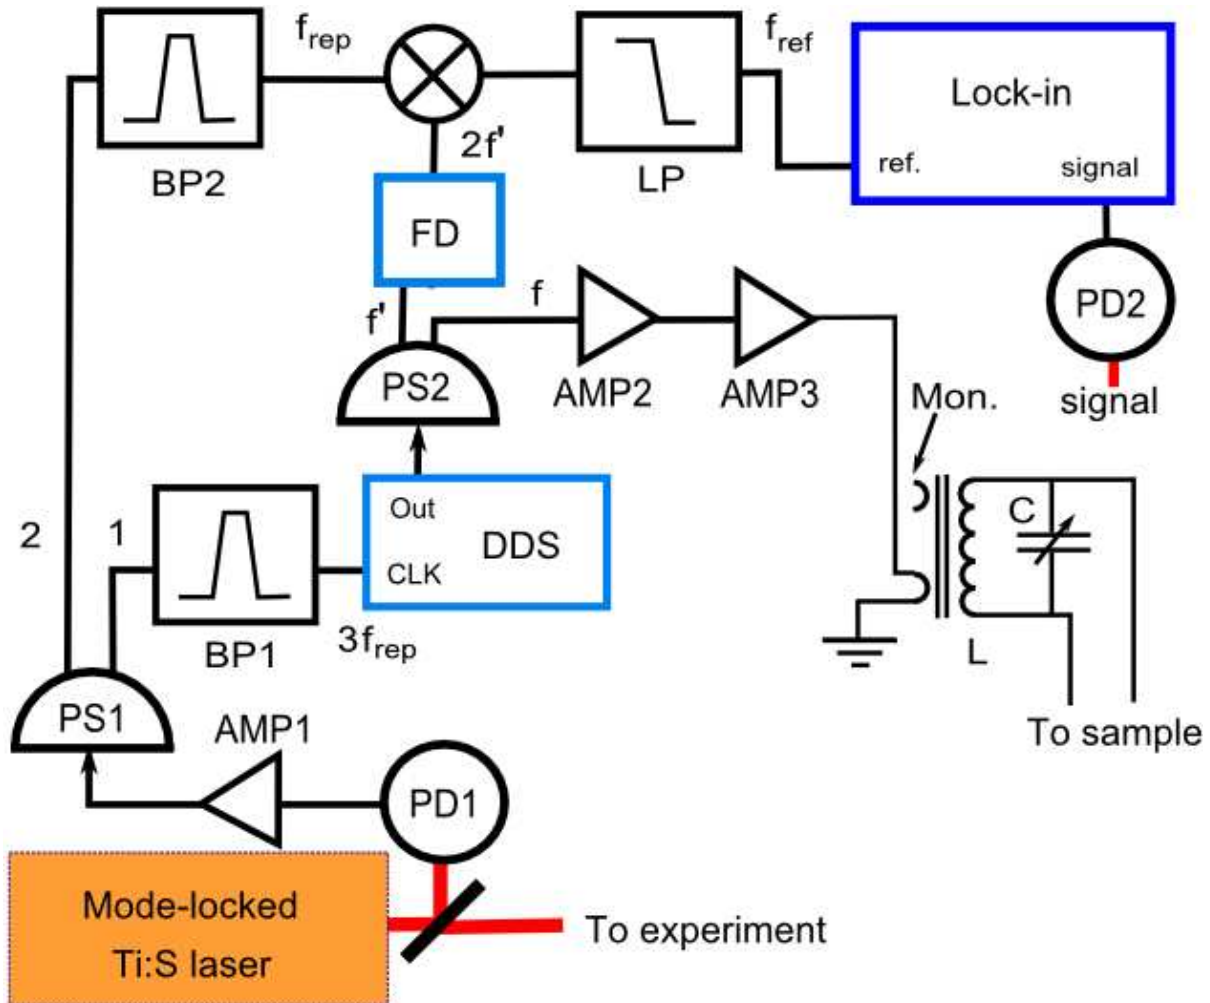 f_rep
f_ref
Lock-in
ref.
signal
BP2
2f'
LP
FD
PD2
f'
f
PS2
AMP2
AMP3
Mon.
signal
Out
DDS
CLK
C
2
1
BP1
3f_rep
L
PS1
AMP1
To sample
PD1
Mode-locked
Ti:S laser
To experiment